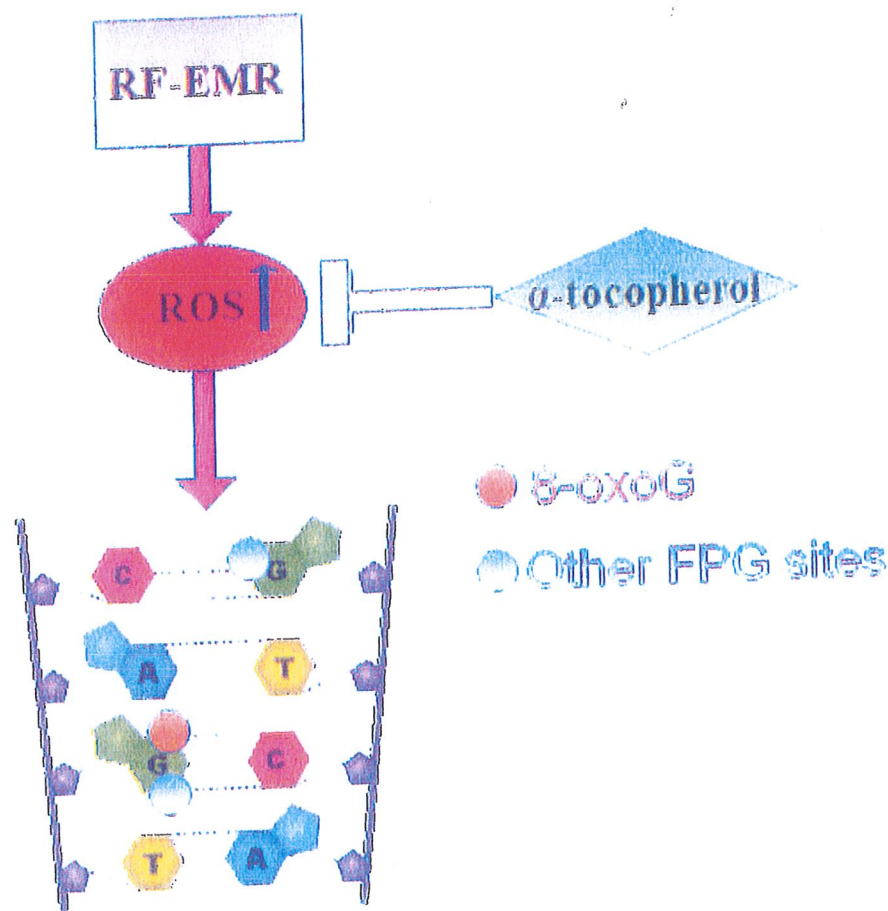 RF-EMR
ROS
α-tocopherol
8-oxoG
Other FPG sites
C G
A T
G C
T A